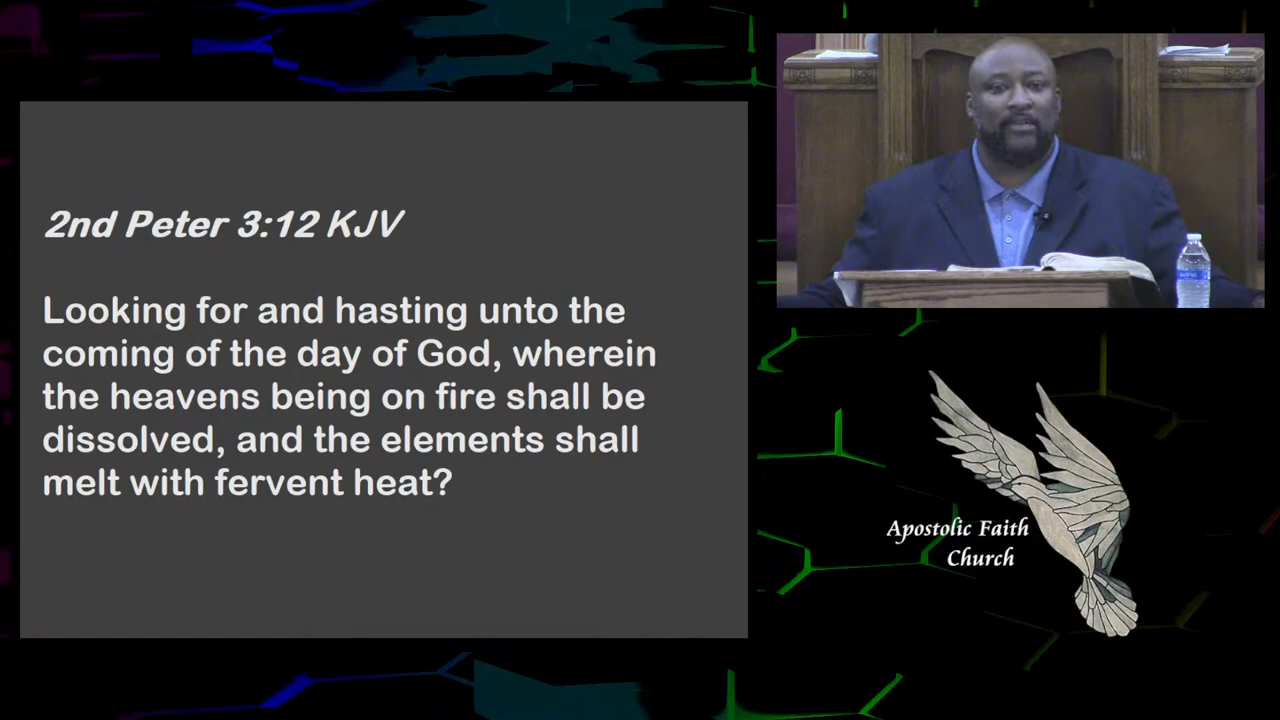 2nd Peter 3:12 KJV
Looking for and hasting unto the
coming of the day of God, wherein
the heavens being on fire shall be
dissolved, and the elements shall
melt with fervent heat?
Apostolic Faith
Church